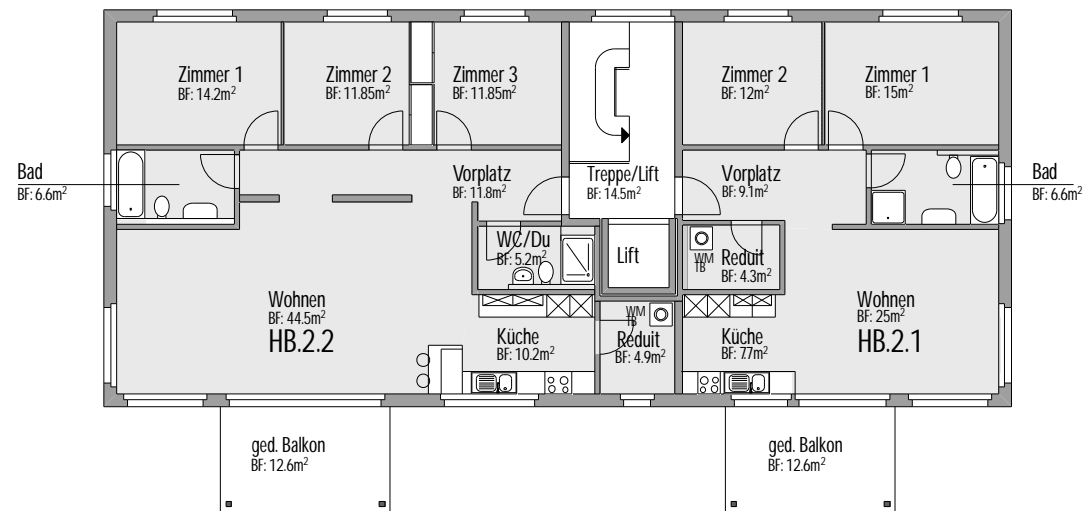 Zimmer 1
BF: 14.2m²
Zimmer 2
BF: 11.85m²
Zimmer 3
BF: 11.85m²
Zimmer 2
BF: 12m²
Zimmer 1
BF: 15m²
Bad
BF: 6.6m²
Vorplatz
BF: 11.8m²
Treppe/Lift
BF: 14.5m²
Vorplatz
BF: 9.1m²
Bad
BF: 6.6m²
WC/Du
BF: 5.2m²
Lift
WM
TB
Reduit
BF: 4.3m²
Wohnen
BF: 44.5m²
HB.2.2
Küche
BF: 10.2m²
WM
TB
Reduit
BF: 4.9m²
Küche
BF: 7.7m²
Wohnen
BF: 25m²
HB.2.1
ged. Balkon
BF: 12.6m²
ged. Balkon
BF: 12.6m²